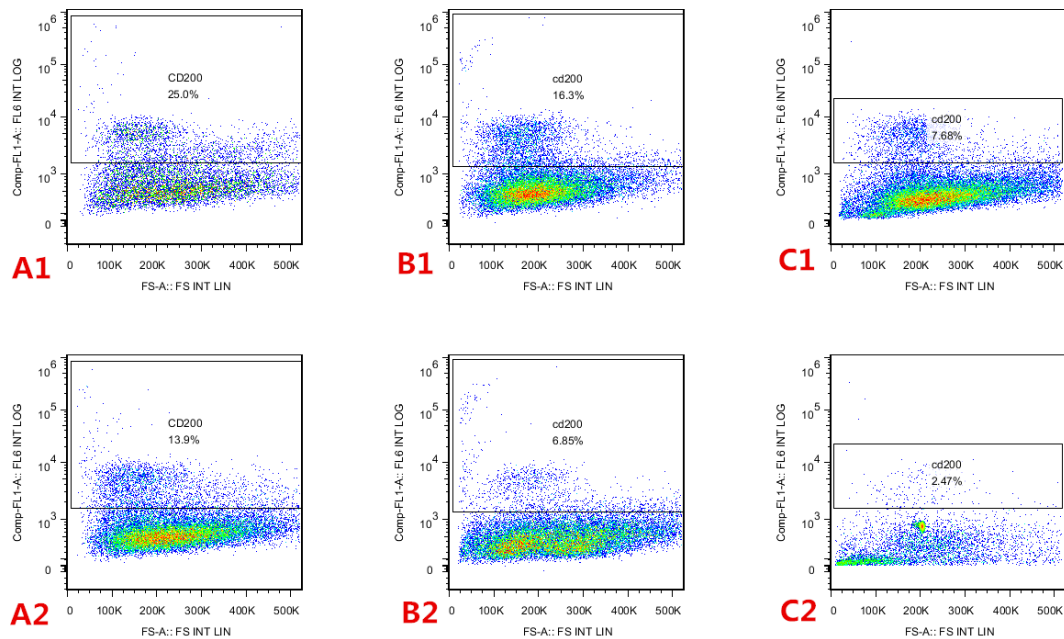 10^6
10^5
10^4
10^3
0
Comp-FL1-A:: FL6 INT LOG
CD200
25.0%
0 100K 200K 300K 400K 500K
FS-A:: FS INT LIN
A1
10^6
10^5
10^4
10^3
0
Comp-FL1-A:: FL6 INT LOG
cd200
16.3%
0 100K 200K 300K 400K 500K
FS-A:: FS INT LIN
B1
10^6
10^5
10^4
10^3
0
Comp-FL1-A:: FL6 INT LOG
cd200
7.68%
0 100K 200K 300K 400K 500K
FS-A:: FS INT LIN
C1
10^6
10^5
10^4
10^3
0
Comp-FL1-A:: FL6 INT LOG
CD200
13.9%
0 100K 200K 300K 400K 500K
FS-A:: FS INT LIN
A2
10^6
10^5
10^4
10^3
0
Comp-FL1-A:: FL6 INT LOG
cd200
6.85%
0 100K 200K 300K 400K 500K
FS-A:: FS INT LIN
B2
10^6
10^5
10^4
10^3
0
Comp-FL1-A:: FL6 INT LOG
cd200
2.47%
0 100K 200K 300K 400K 500K
FS-A:: FS INT LIN
C2